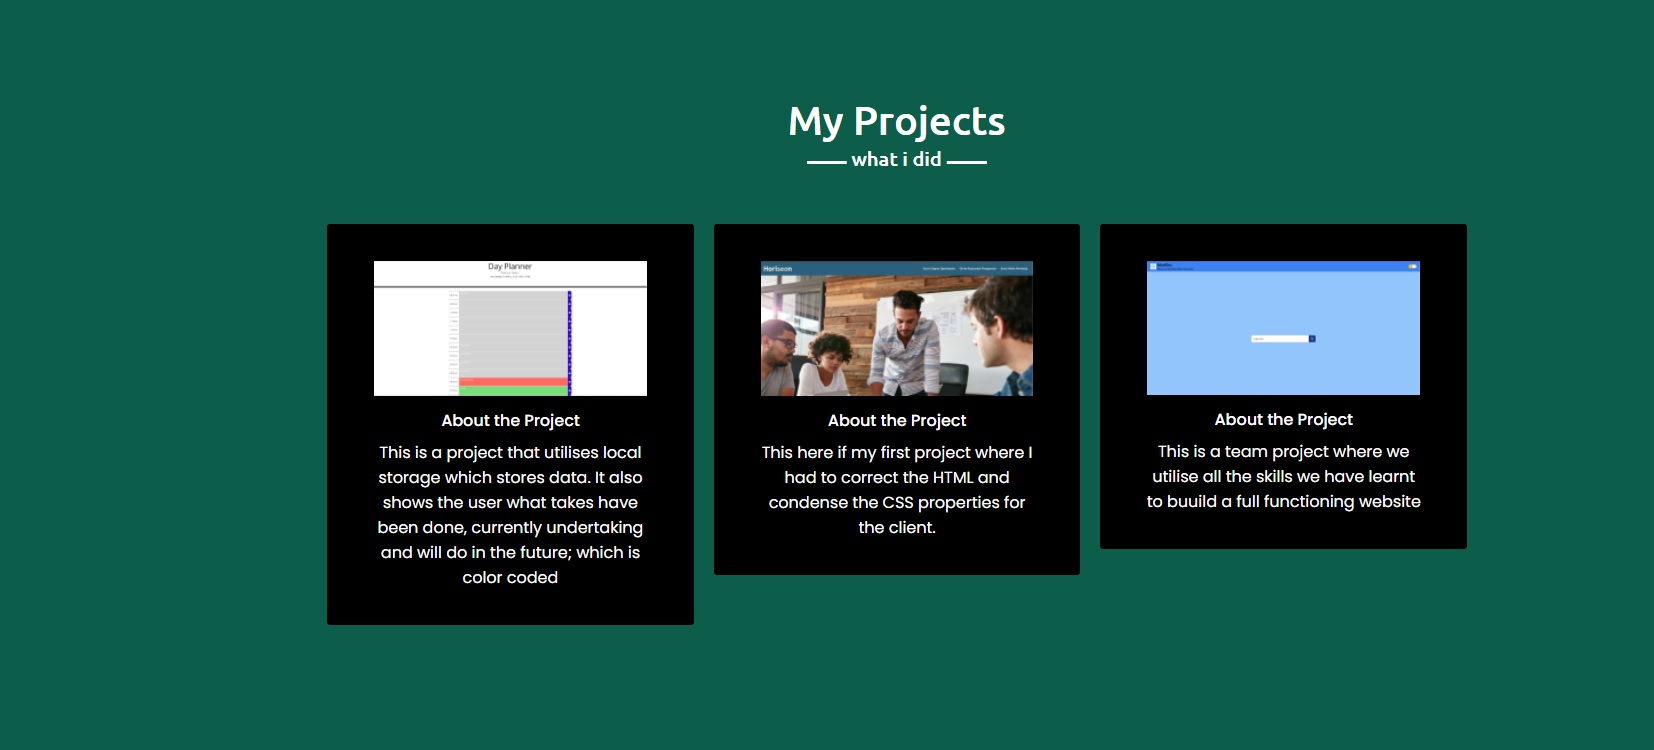 My Projects
what i did
Day Planner
About the Project
This is a project that utilises local
storage which stores data. It also
shows the user what takes have
been done, currently undertaking
and will do in the future; which is
color coded
Horiseon
About the Project
This here if my first project where I
had to correct the HTML and
condense the CSS properties for
the client.
About the Project
This is a team project where we
utilise all the skills we have learnt
to buuild a full functioning website